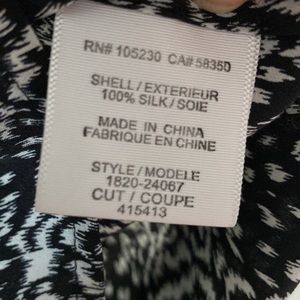 RN# 105230 CA# 5835D
SHELL / EXTERIEUR
100% SILK / SOIE
MADE IN CHINA
FABRIQUE EN CHINE
STYLE / MODELE
1820-24067
CUT / COUPE
415413